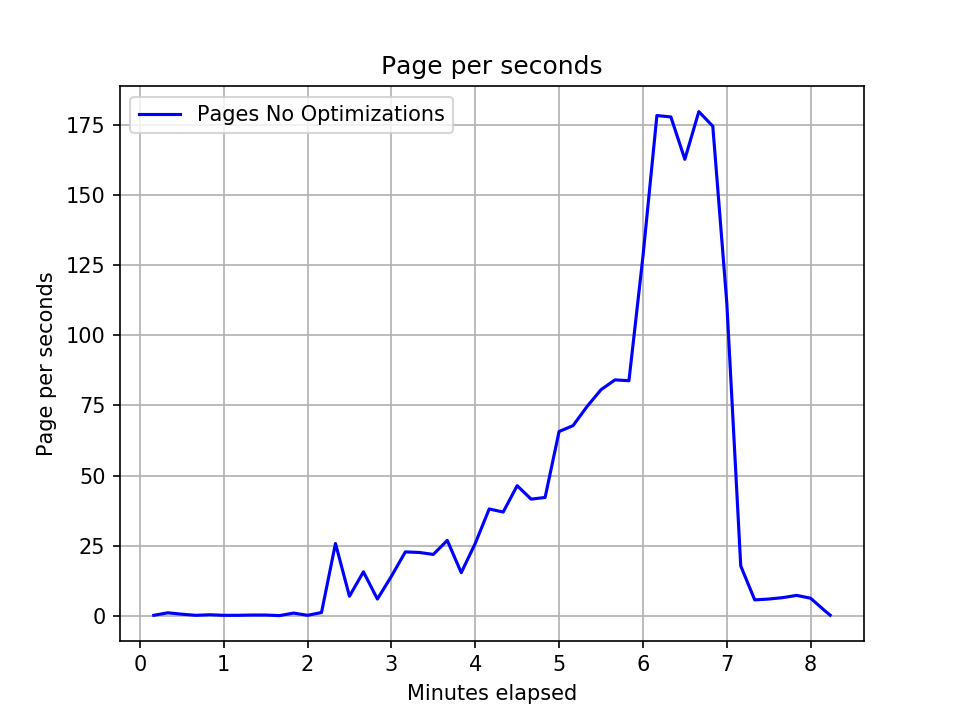 Page per seconds
Pages No Optimizations
Page per seconds
175
150
125
100
75
50
25
0
0 1 2 3 4 5 6 7 8
Minutes elapsed